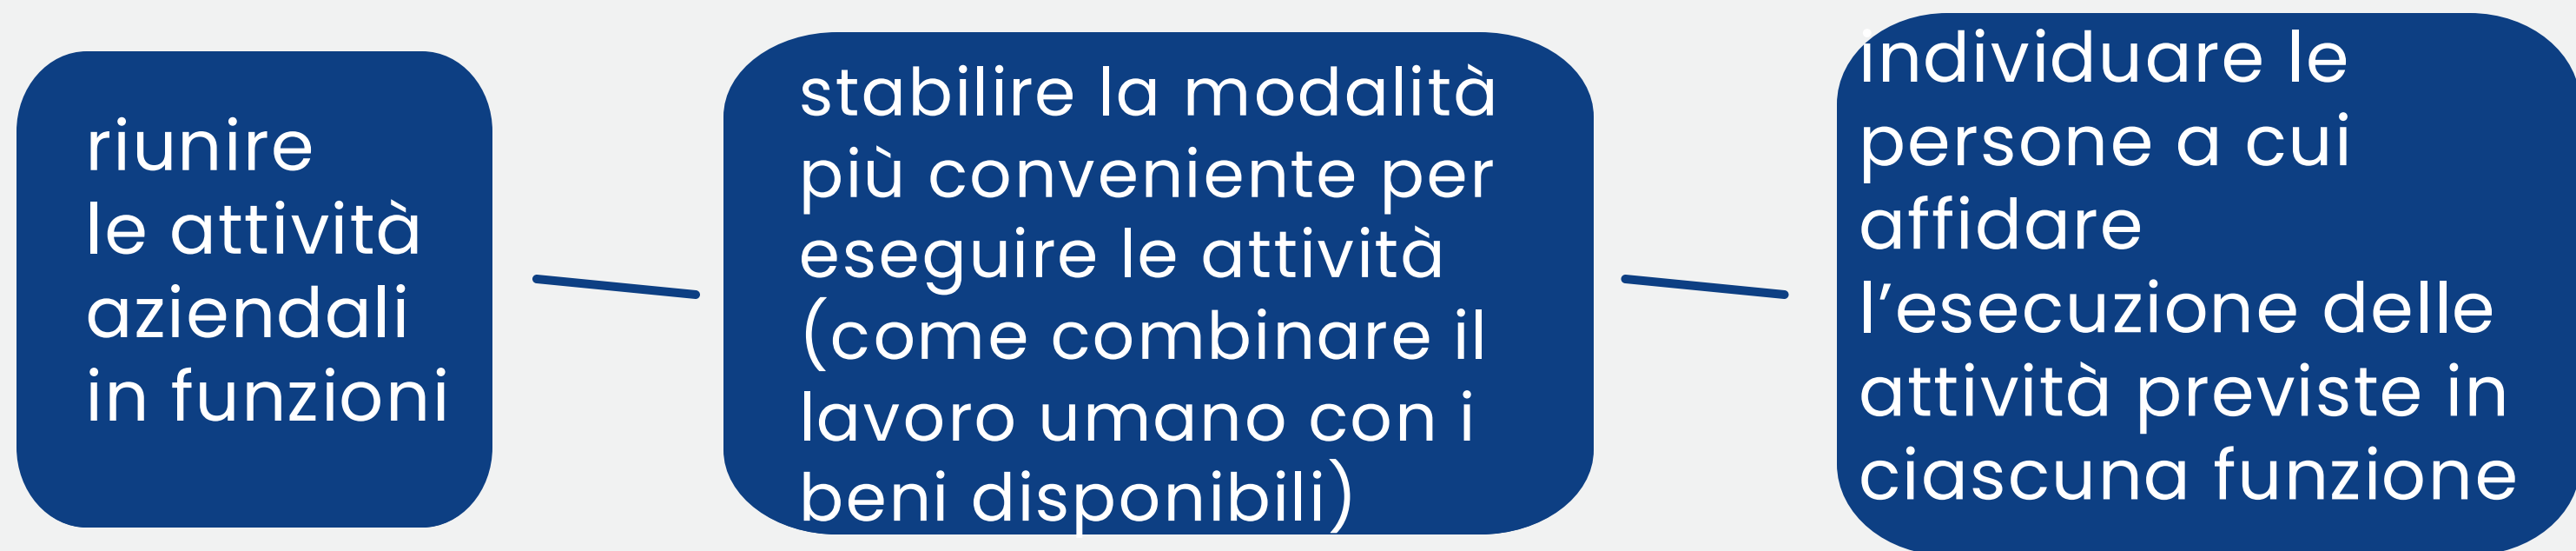 riunire
le attività
aziendali
in funzioni
stabilire la modalità
più conveniente per
eseguire le attività
(come combinare il
lavoro umano con i
beni disponibili)
individuare le
persone a cui
affidare
l’esecuzione delle
attività previste in
ciascuna funzione